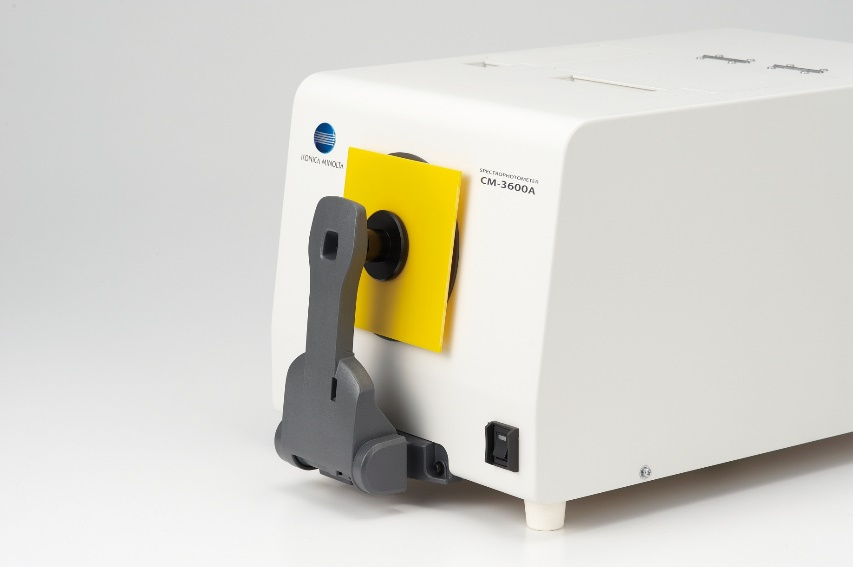 KONICA MINOLTA
SPECTROPHOTOMETER
CM-3600A